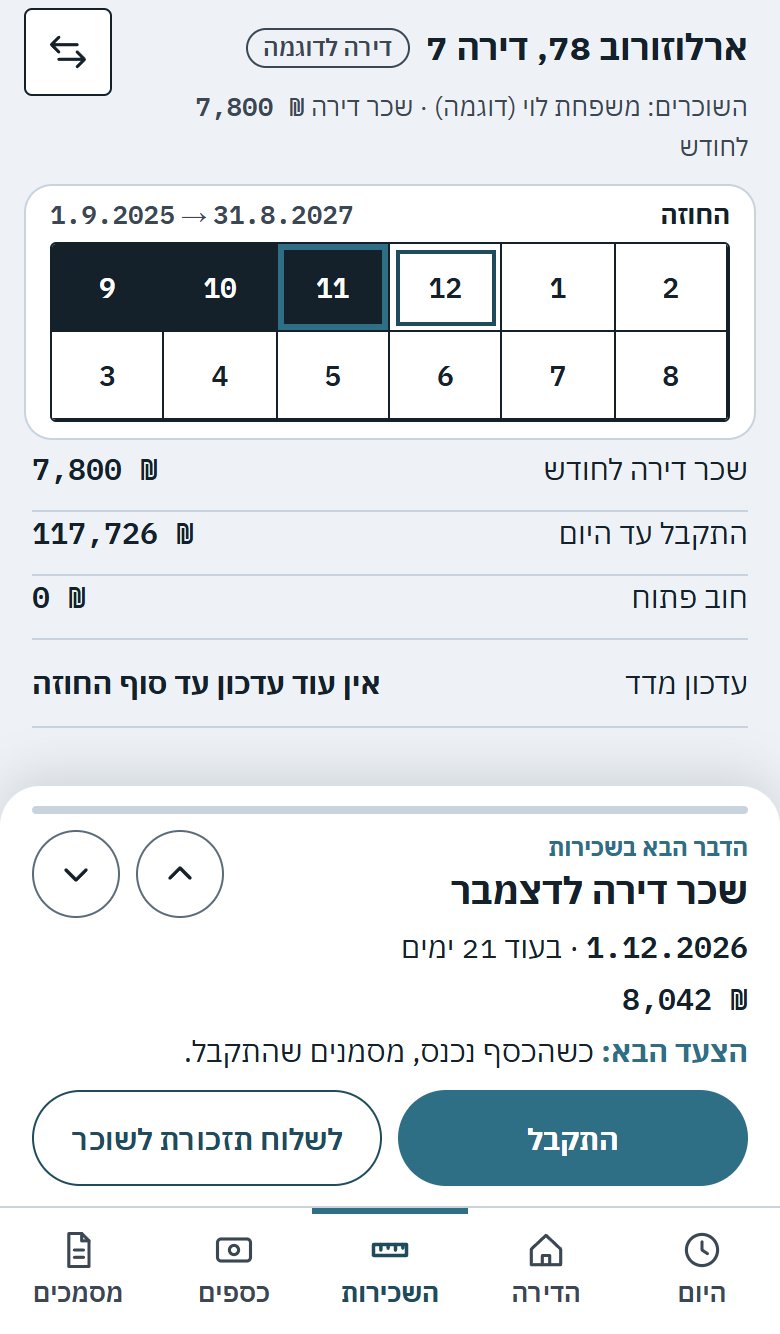 ארלוזורוב 78, דירה 7 דירה לדוגמה
השוכרים: משפחת לוי (דוגמה) · שכר דירה ₪ 7,800
לחודש
החוזה 1.9.2025 → 31.8.2027
9 10 11 12 1 2
3 4 5 6 7 8
שכר דירה לחודש ₪ 7,800
התקבל עד היום ₪ 117,726
חוב פתוח ₪ 0
עדכון מדד אין עוד עדכון עד סוף החוזה
הדבר הבא בשכירות
שכר דירה לדצמבר
1.12.2026 · בעוד 21 ימים
₪ 8,042
הצעד הבא: כשהכסף נכנס, מסמנים שהתקבל.
התקבל לשלוח תזכורת לשוכר
היום הדירה השכירות כספים מסמכים